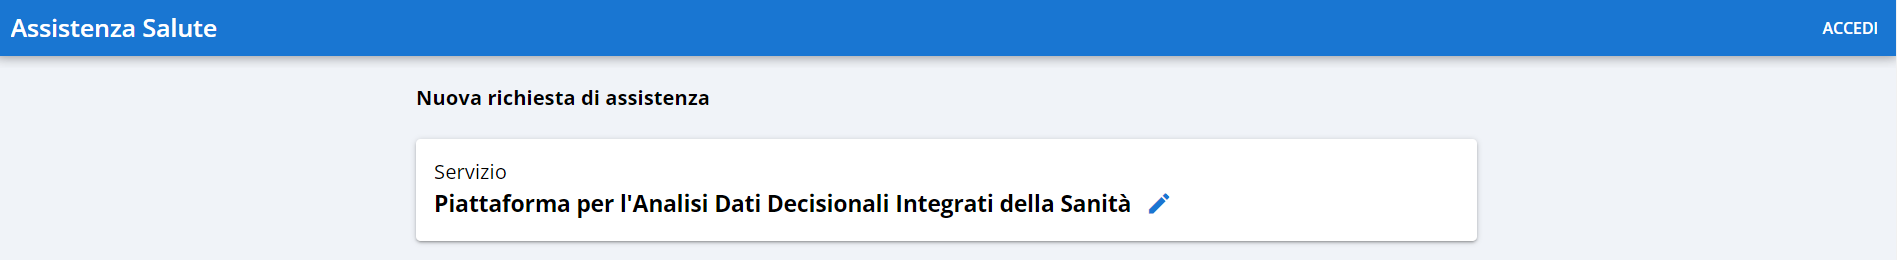 Assistenza Salute
ACCEDI
Nuova richiesta di assistenza
Servizio
Piattaforma per l'Analisi Dati Decisionali Integrati della Sanità